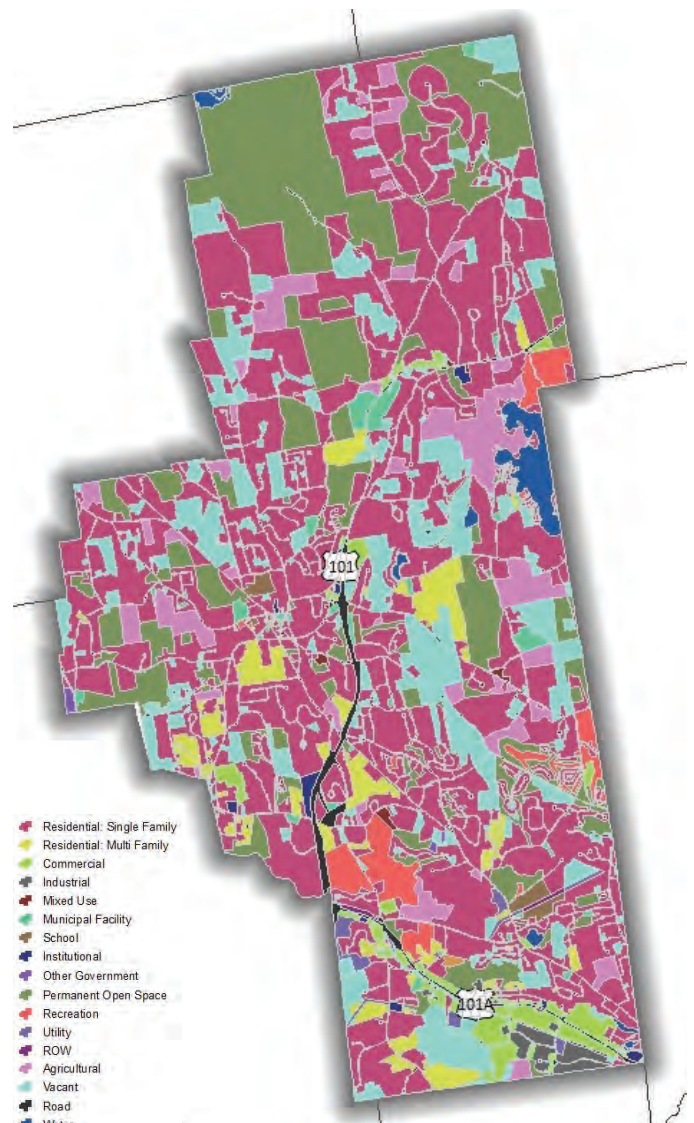 101
Residential: Single Family
Residential: Multi Family
Commercial
Industrial
Mixed Use
Municipal Facility
School
Institutional
Other Government
Permanent Open Space
Recreation
Utility
ROW
Agricultural
Vacant
Road
101A